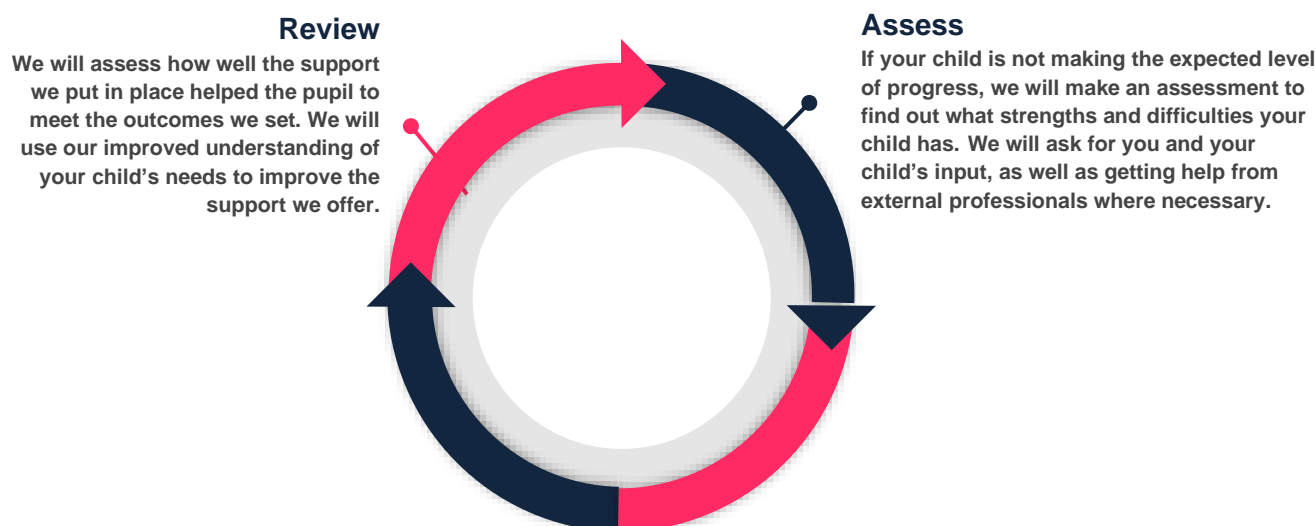 Review
We will assess how well the support
we put in place helped the pupil to
meet the outcomes we set. We will
use our improved understanding of
your child’s needs to improve the
support we offer.
Assess
If your child is not making the expected level
of progress, we will make an assessment to
find out what strengths and difficulties your
child has. We will ask for you and your
child’s input, as well as getting help from
external professionals where necessary.